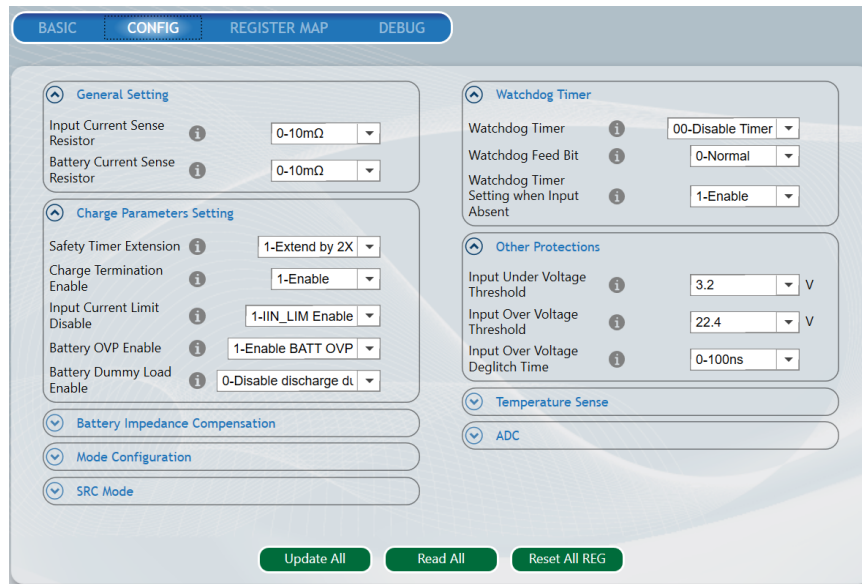 BASIC CONFIG REGISTER MAP DEBUG
General Setting
Input Current Sense
Resistor
0-10mΩ
Battery Current Sense
Resistor
0-10mΩ
Charge Parameters Setting
Safety Timer Extension
1-Extend by 2X
Charge Termination
Enable
1-Enable
Input Current Limit
Disable
1-IIN_LIM Enable
Battery OVP Enable
1-Enable BATT OVP
Battery Dummy Load
Enable
0-Disable discharge du
Battery Impedance Compensation
Mode Configuration
SRC Mode
Watchdog Timer
Watchdog Timer
00-Disable Timer
Watchdog Feed Bit
0-Normal
Watchdog Timer
Setting when Input
Absent
1-Enable
Other Protections
Input Under Voltage
Threshold
3.2 V
Input Over Voltage
Threshold
22.4 V
Input Over Voltage
Deglitch Time
0-100ns
Temperature Sense
ADC
Update All Read All Reset All REG